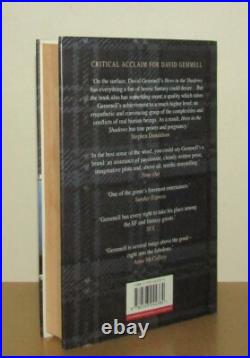 CRITICAL ACCLAIM FOR DAVID GEMMELL
'On the surface, David Gemmell's Hero in the Shadows
has everything a fan of heroic fantasy could desire . . . But
the book also has something more, a quality which raises
Gemmell's achievement to a much higher level: an
empathetic and convincing grasp of the complexities and
conflicts of real human beings. As a result, Hero in the
Shadows has true power and poignancy'
Stephen Donaldson
'In the best sense of the word, you could say Gemmell's a
brand: an assurance of passionate, cleanly written prose,
imaginative plots and, above all, terrific storytelling'
Time Out
'One of the genre's foremost entertainers'
Sunday Express
'Gemmell has every right to take his place among
the SF and fantasy greats'
SFX
'Gemmell is several rungs above the good –
right into the fabulous'
Anne McCaffrey